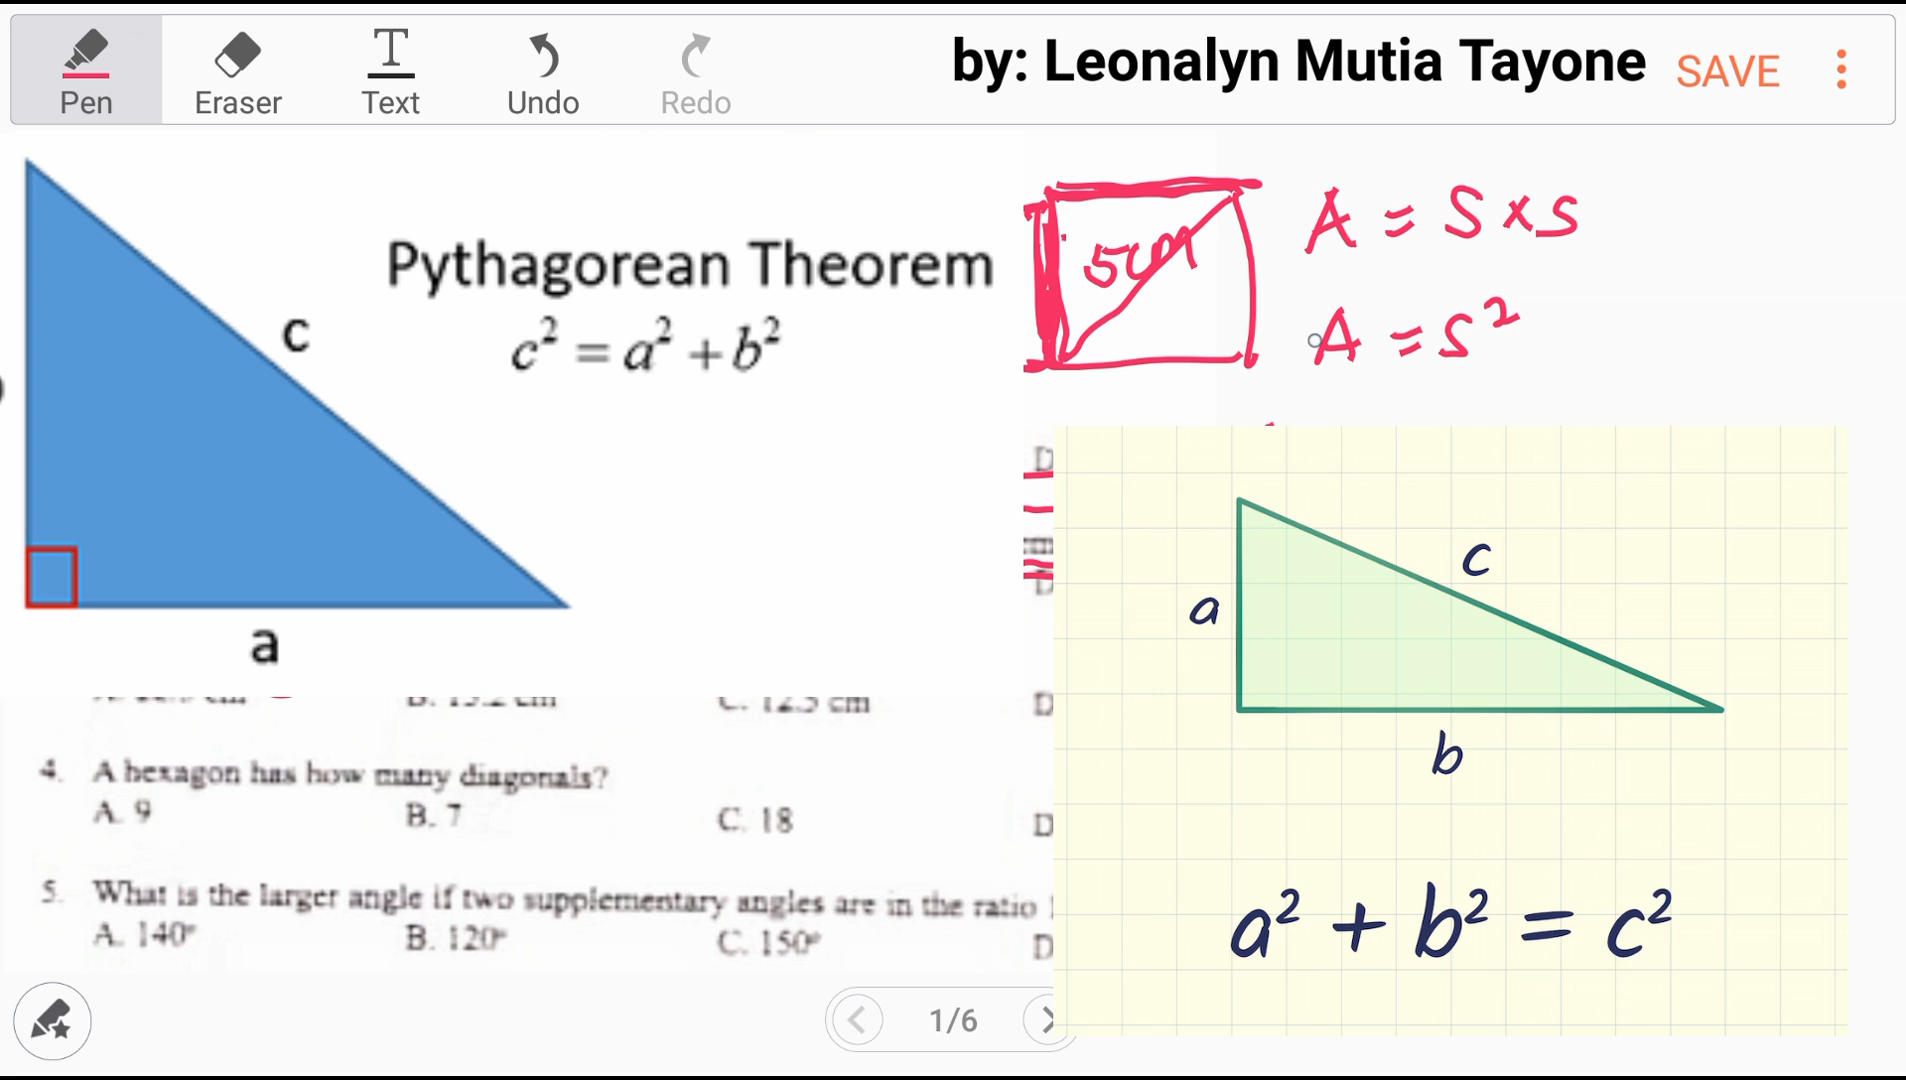 Pen
Eraser
T
Text
Undo
Redo
by: Leonalyn Mutia Tayone
SAVE
Pythagorean Theorem
c² = a² + b²
c
a
5cm
A = S x S
A = S²
D
D
C. 12.5 cm
D
4. A hexagon has how many diagonals?
A. 9
B. 7
C. 18
D
5. What is the larger angle if two supplementary angles are in the ratio
A. 140°
B. 120°
C. 150°
D
a
c
b
a² + b² = c²
1/6